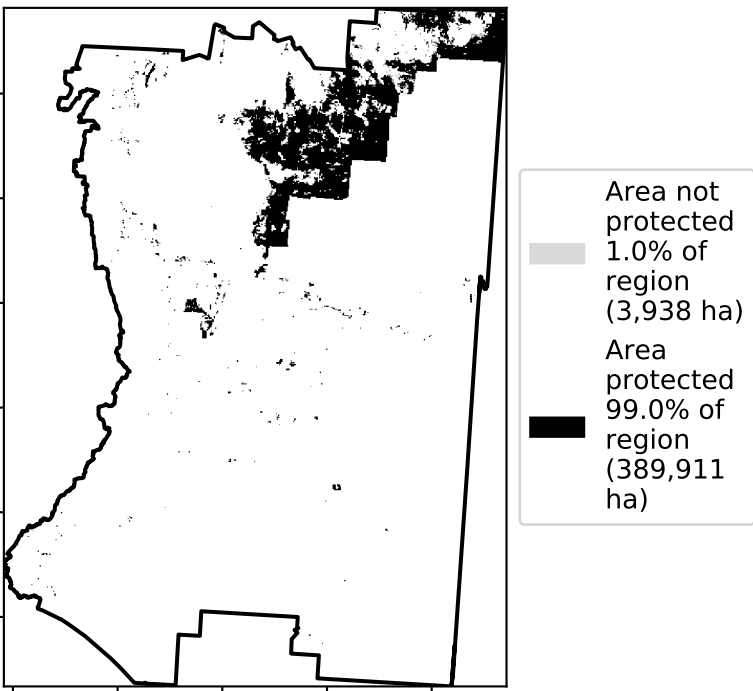 Area not
protected
1.0% of
region
(3,938 ha)
Area
protected
99.0% of
region
(389,911
ha)